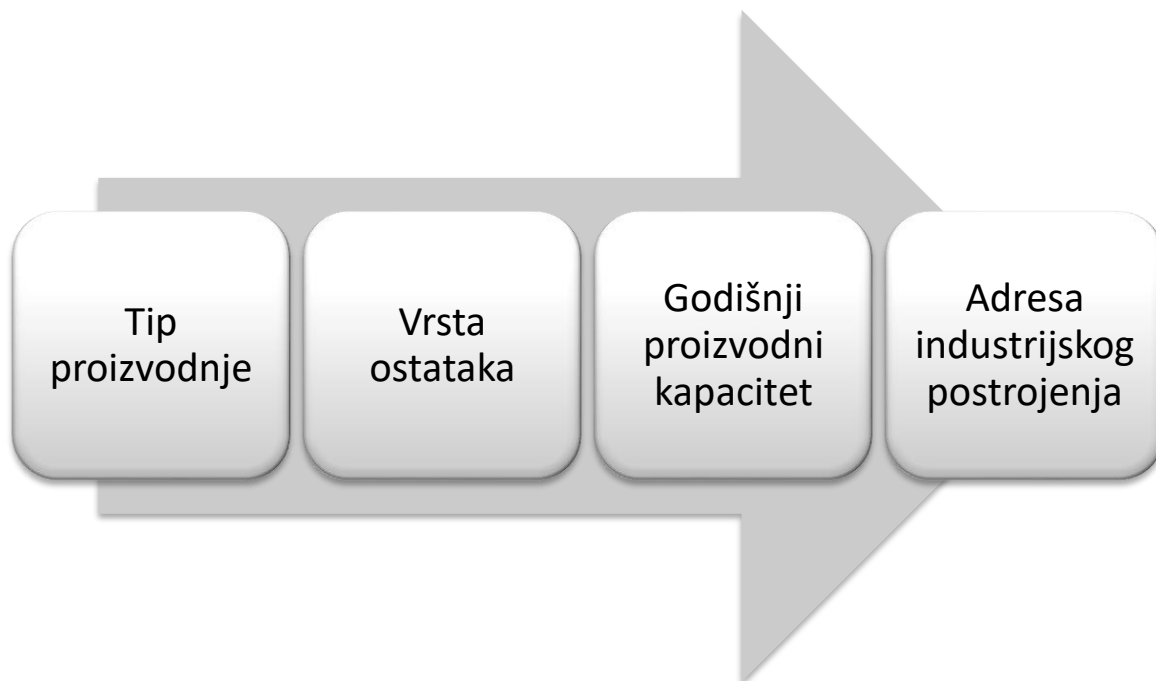 Tip
proizvodnje
Vrsta
ostataka
Godišnji
proizvodni
kapacitet
Adresa
industrijskog
postrojenja